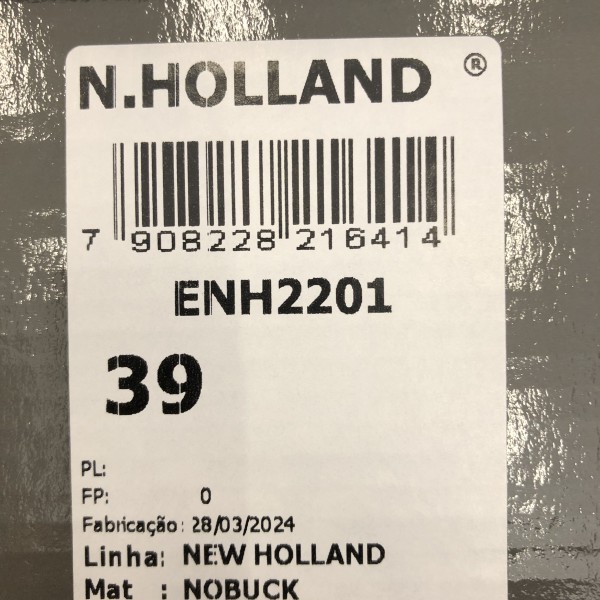 N.HOLLAND ®
7 908228 216414
ENH2201
39
PL:
FP: 0
Fabricação: 28/03/2024
Linha: NEW HOLLAND
Mat : NOBUCK